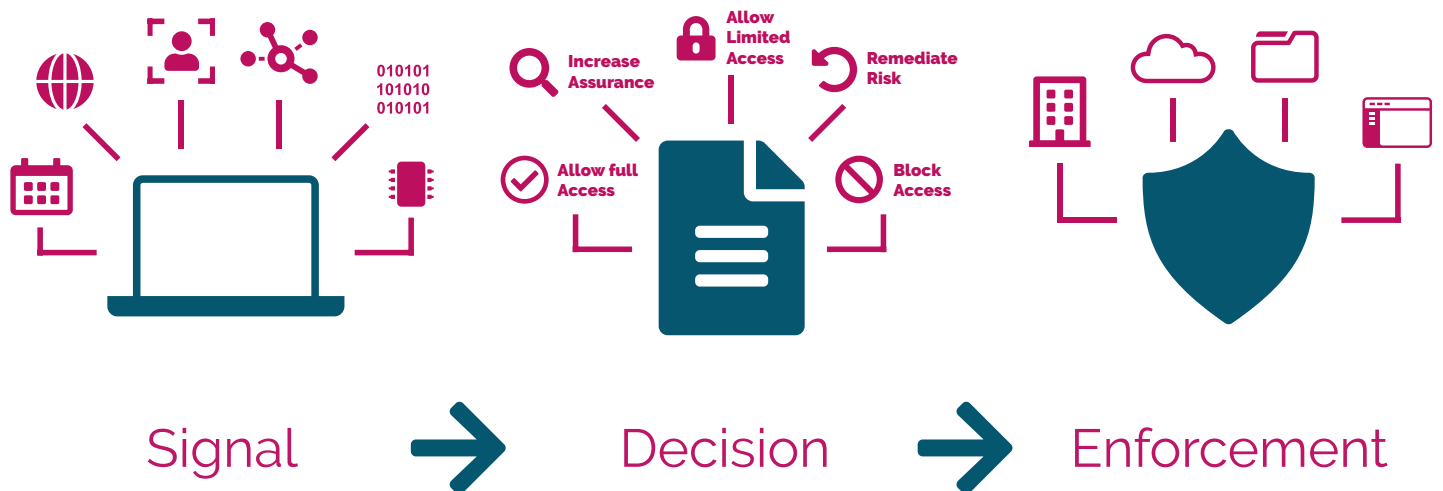 010101
101010
010101
Increase
Assurance
Allow
Limited
Access
Remediate
Risk
Allow full
Access
Block
Access
Signal
Decision
Enforcement